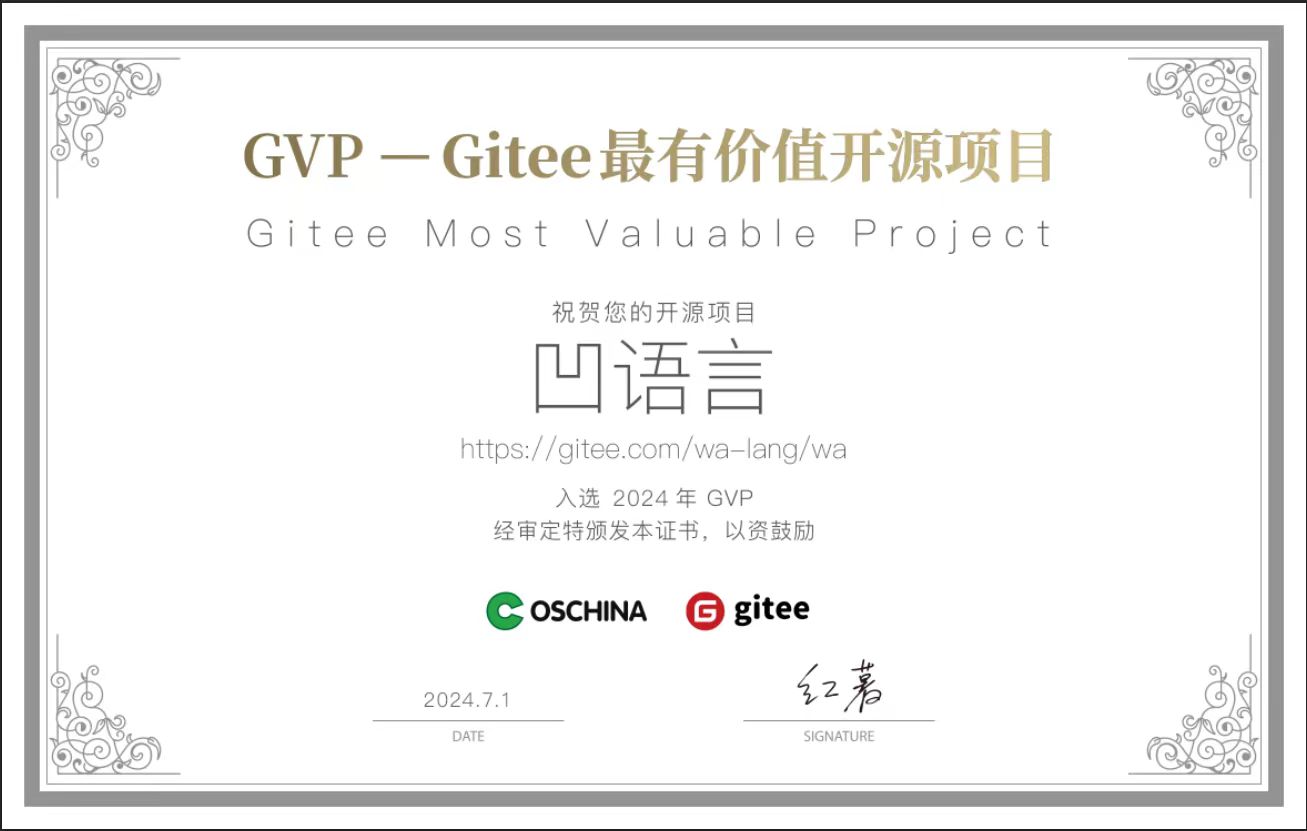 GVP — Gitee最有价值开源项目
Gitee Most Valuable Project
祝贺您的开源项目
凹语言
https://gitee.com/wa-lang/wa
入选 2024 年 GVP
经审定特颁发本证书，以资鼓励
OSCHINA gitee
2024.7.1 红薯
DATE SIGNATURE